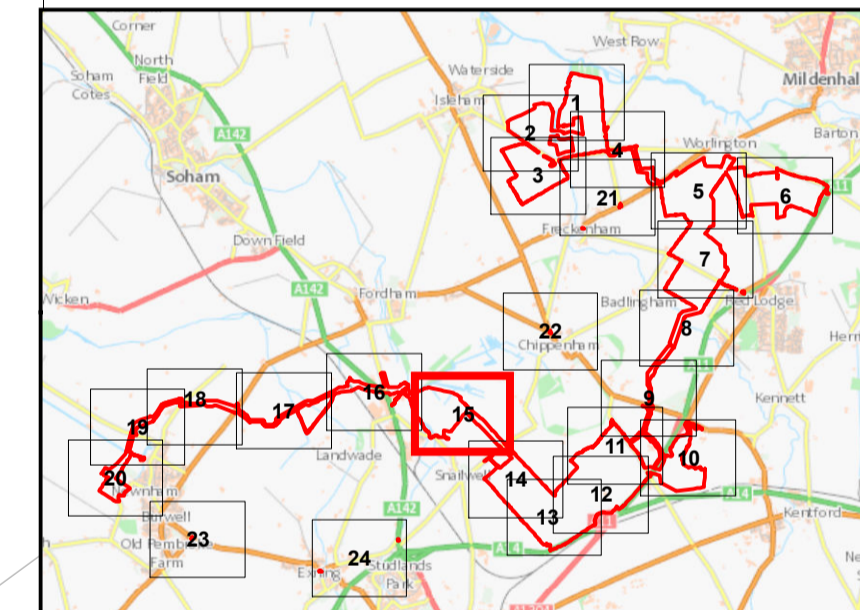 Corner
North
Field
Soham
Cotes
A142
Soham
Down Field
A142
Wicken
Fordham
Waterside
Isleham
West Row
Mildenhal
Barton
Worlington
11
Freckenham
Badlingham
Red Lodge
Chippenham
A11
Kennett
Landwade
Snailwell
A142
A14
A11
A14
Kentford
Burwell
Exning
Studlands
Park
Farm
1
2
3
4
5
6
7
8
9
10
11
12
13
14
15
16
17
18
19
20
21
22
23
24